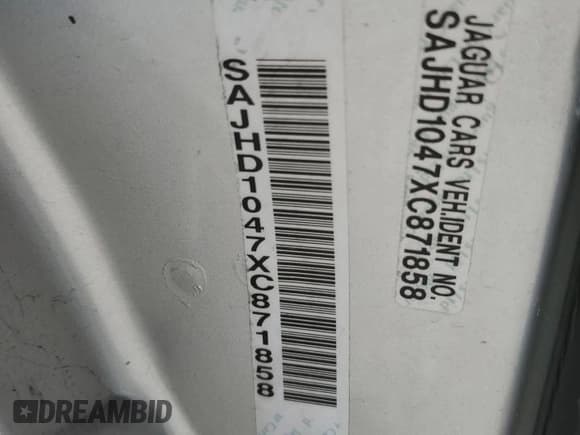 SAJHD1047XC871858
JAGUAR CARS VEH.IDENT NO.
SAJHD1047XC871858
DREAMBID